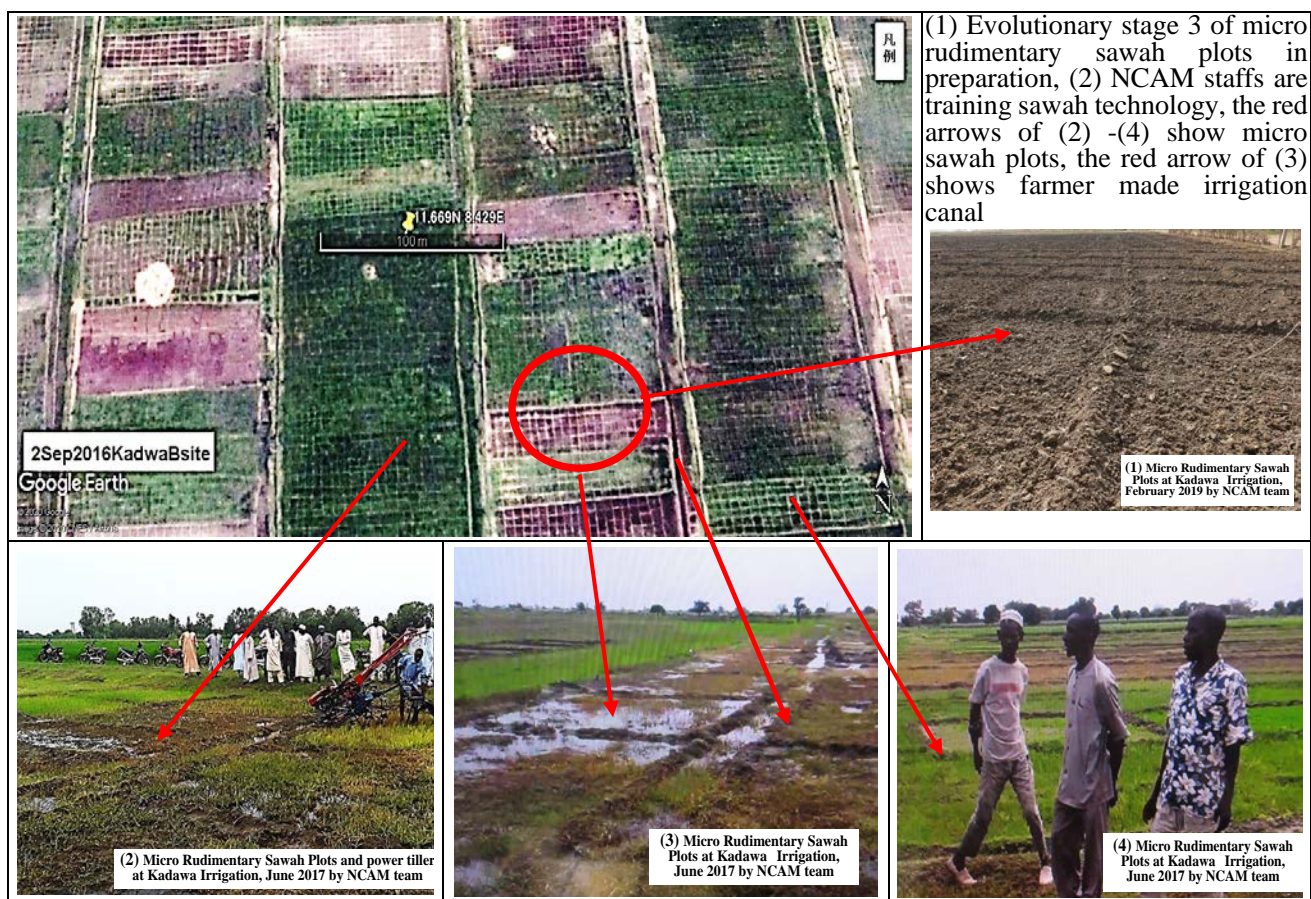 凡
例
11.669N 8.429E
100 m
2Sep2016KadwaBsite
Google Earth
N
(1) Evolutionary stage 3 of micro
rudimentary sawah plots in
preparation, (2) NCAM staffs are
training sawah technology, the red
arrows of (2) -(4) show micro
sawah plots, the red arrow of (3)
shows farmer made irrigation
canal
(1) Micro Rudimentary Sawah
Plots at Kadawa Irrigation,
February 2019 by NCAM team
(2) Micro Rudimentary Sawah Plots and power tiller
at Kadawa Irrigation, June 2017 by NCAM team
(3) Micro Rudimentary Sawah
Plots at Kadawa Irrigation,
June 2017 by NCAM team
(4) Micro Rudimentary Sawah
Plots at Kadawa Irrigation,
June 2017 by NCAM team